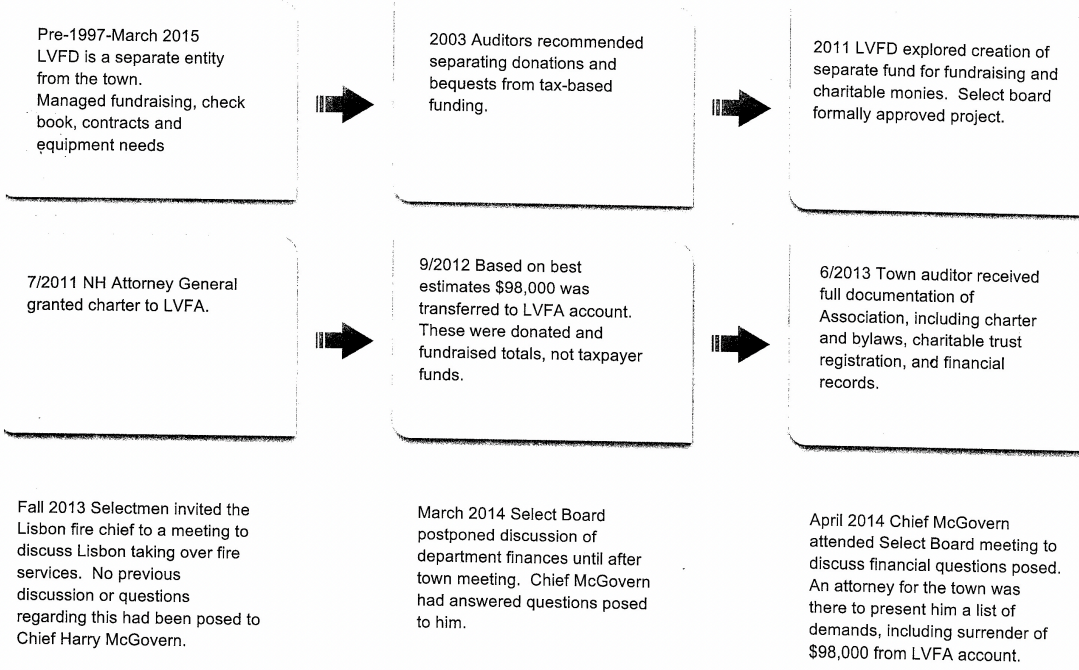 Pre-1997-March 2015
LVFD is a separate entity
from the town.
Managed fundraising, check
book, contracts and
equipment needs
2003 Auditors recommended
separating donations and
bequests from tax-based
funding.
2011 LVFD explored creation of
separate fund for fundraising and
charitable monies.  Select board
formally approved project.
7/2011 NH Attorney General
granted charter to LVFA.
9/2012 Based on best
estimates $98,000 was
transferred to LVFA account.
These were donated and
fundraised totals, not taxpayer
funds.
6/2013 Town auditor received
full documentation of
Association, including charter
and bylaws, charitable trust
registration, and financial
records.
Fall 2013 Selectmen invited the
Lisbon fire chief to a meeting to
discuss Lisbon taking over fire
services.  No previous
discussion or questions
regarding this had been posed to
Chief Harry McGovern.
March 2014 Select Board
postponed discussion of
department finances until after
town meeting.  Chief McGovern
had answered questions posed
to him.
April 2014 Chief McGovern
attended Select Board meeting to
discuss financial questions posed.
An attorney for the town was
there to present him a list of
demands, including surrender of
$98,000 from LVFA account.